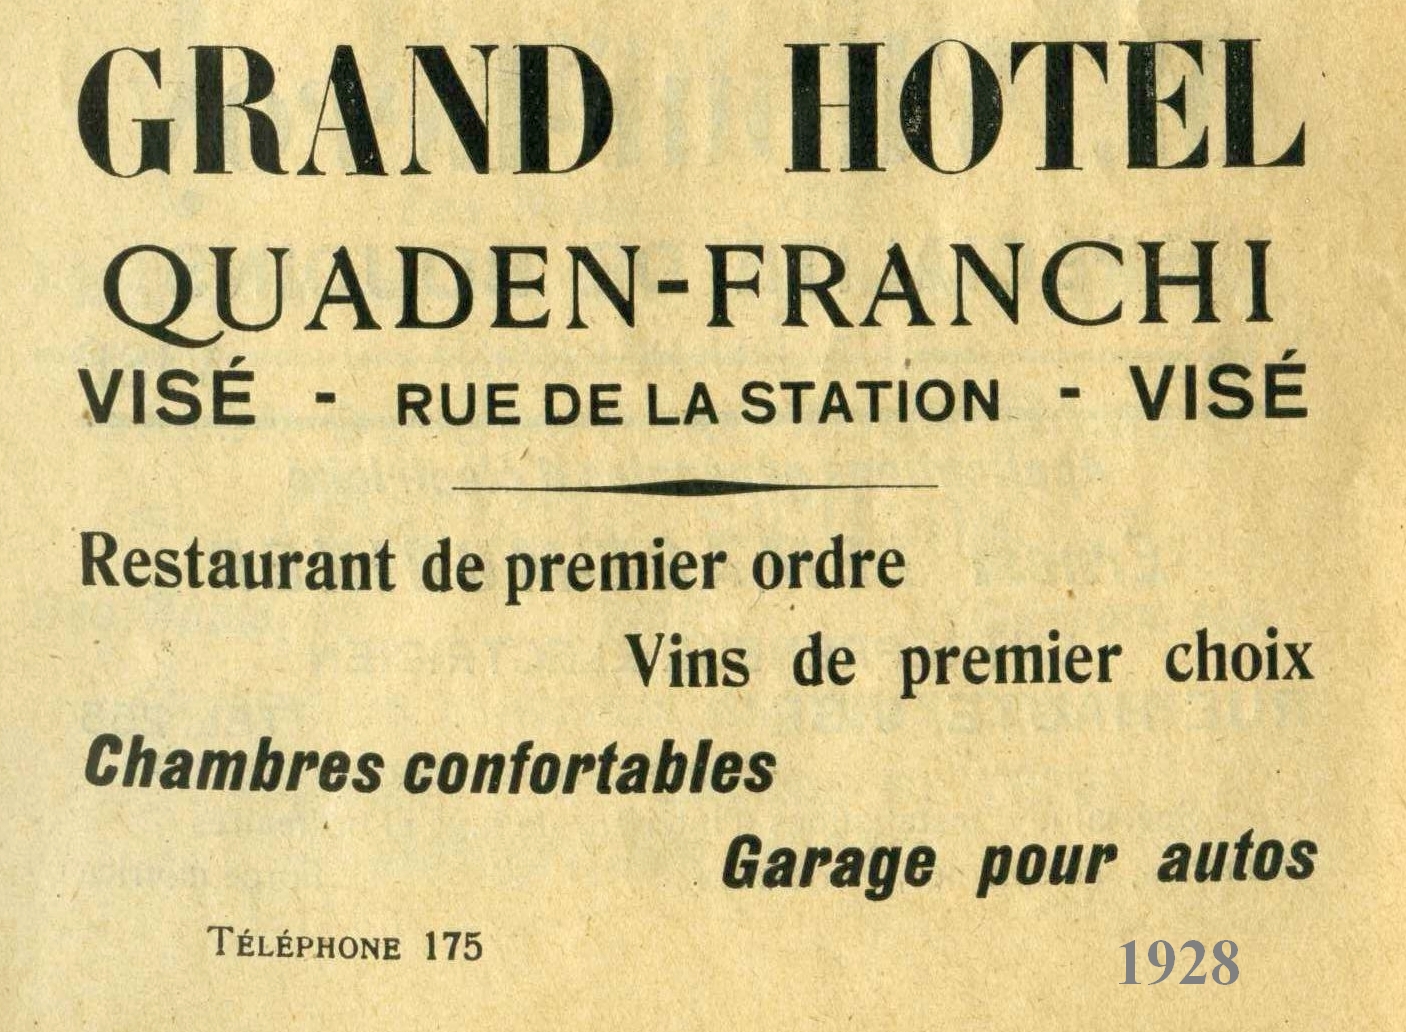 GRAND HOTEL
QUADEN-FRANCHI
VISÉ - RUE DE LA STATION - VISÉ
Restaurant de premier ordre
Vins de premier choix
Chambres confortables
Garage pour autos
TÉLÉPHONE 175
1928